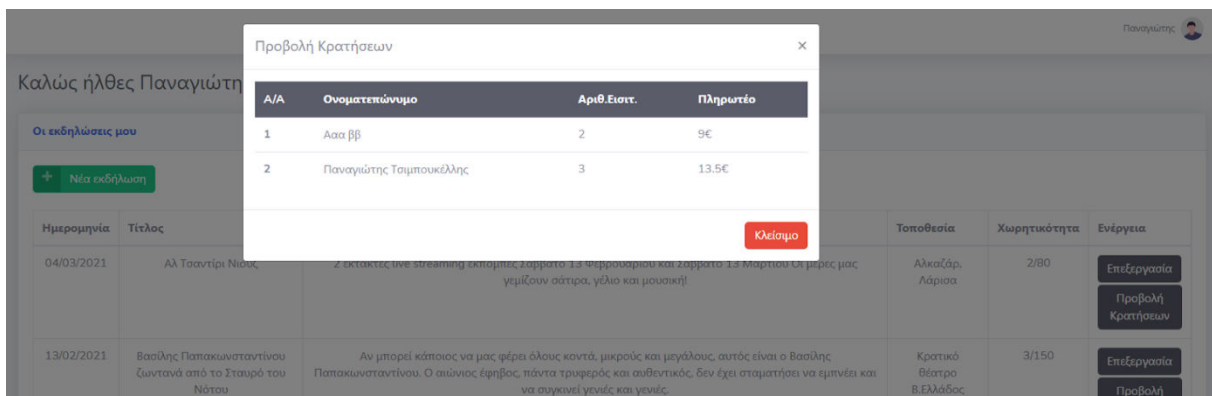 Παναγιώτης
Προβολή Κρατήσεων ×
Καλώς ήλθες Παναγιώτη
Α/Α Ονοματεπώνυμο Αριθ.Εισιτ. Πληρωτέο
Οι εκδηλώσεις μου
1 Ααα ββ 2 9€
2 Παναγιώτης Τσιμπουκέλλης 3 13.5€
+ Νέα εκδήλωση
Κλείσιμο
Ημερομηνία Τίτλος Τοποθεσία Χωρητικότητα Ενέργεια
04/03/2021 Αλ Τσαντίρι Νιούς 2 έκτακτες live streaming εκπομπές Σάββατο 13 Φεβρουαρίου και Σάββατο 13 Μαρτίου Οι μέρες μας Αλκαζάρ, 2/80 Επεξεργασία
γεμίζουν σάτιρα, γέλιο και μουσική! Λάρισα
Προβολή
Κρατήσεων
13/02/2021 Βασίλης Παπακωνσταντίνου Αν μπορεί κάποιος να μας φέρει όλους κοντά, μικρούς και μεγάλους, αυτός είναι ο Βασίλης Κρατικό 3/150 Επεξεργασία
ζωντανά από το Σταυρό του Παπακωνσταντίνου. Ο αιώνιος έφηβος, πάντα τρυφερός και αυθεντικός, δεν έχει σταματήσει να εμπνέει και θέατρο
Νότου να συγκινεί γενιές και γενιές. Β.Ελλάδος Προβολή